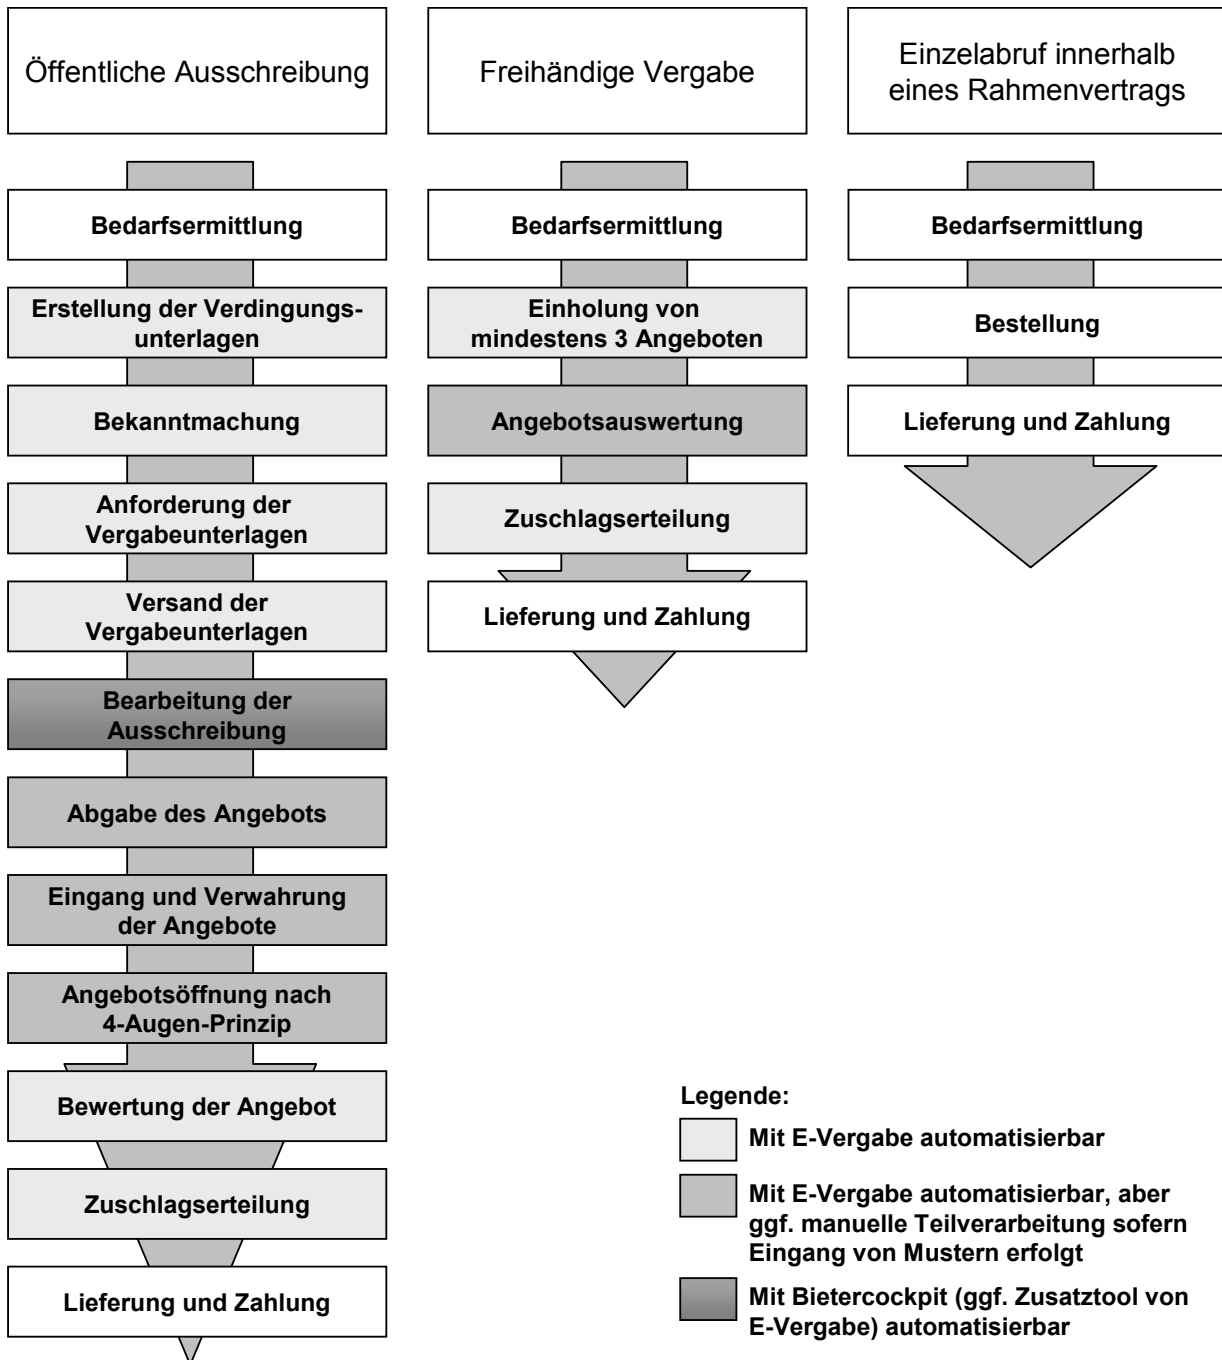 Öffentliche Ausschreibung
Bedarfsermittlung
Erstellung der Verdingungs-
unterlagen
Bekanntmachung
Anforderung der
Vergabeunterlagen
Versand der
Vergabeunterlagen
Bearbeitung der
Ausschreibung
Abgabe des Angebots
Eingang und Verwahrung
der Angebote
Angebotsöffnung nach
4-Augen-Prinzip
Bewertung der Angebot
Zuschlagserteilung
Lieferung und Zahlung
Freihändige Vergabe
Bedarfsermittlung
Einholung von
mindestens 3 Angeboten
Angebotsauswertung
Zuschlagserteilung
Lieferung und Zahlung
Einzelabruf innerhalb
eines Rahmenvertrags
Bedarfsermittlung
Bestellung
Lieferung und Zahlung
Legende:
Mit E-Vergabe automatisierbar
Mit E-Vergabe automatisierbar, aber
ggf. manuelle Teilverarbeitung sofern
Eingang von Mustern erfolgt
Mit Bietercockpit (ggf. Zusatztool von
E-Vergabe) automatisierbar